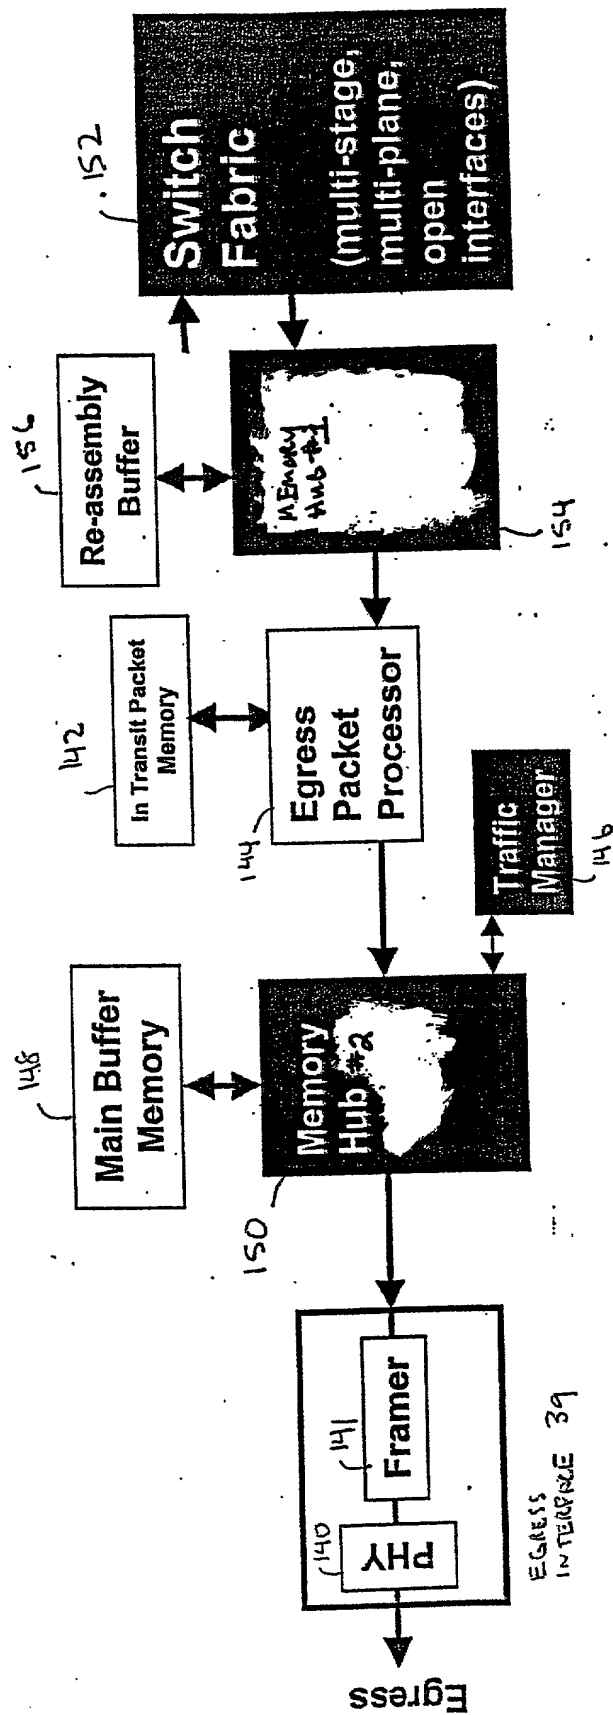 152
Switch
Fabric
(multi-stage,
multi-plane,
open
interfaces)
156
Re-assembly
Buffer
MEMORY
Hub #1
154
142
In Transit Packet
Memory
144
Egress
Packet
Processor
Traffic
Manager
146
148
Main Buffer
Memory
Memory
Hub #2
150
141
Framer
140
PHY
EGRESS
INTERFACE 39
Egress